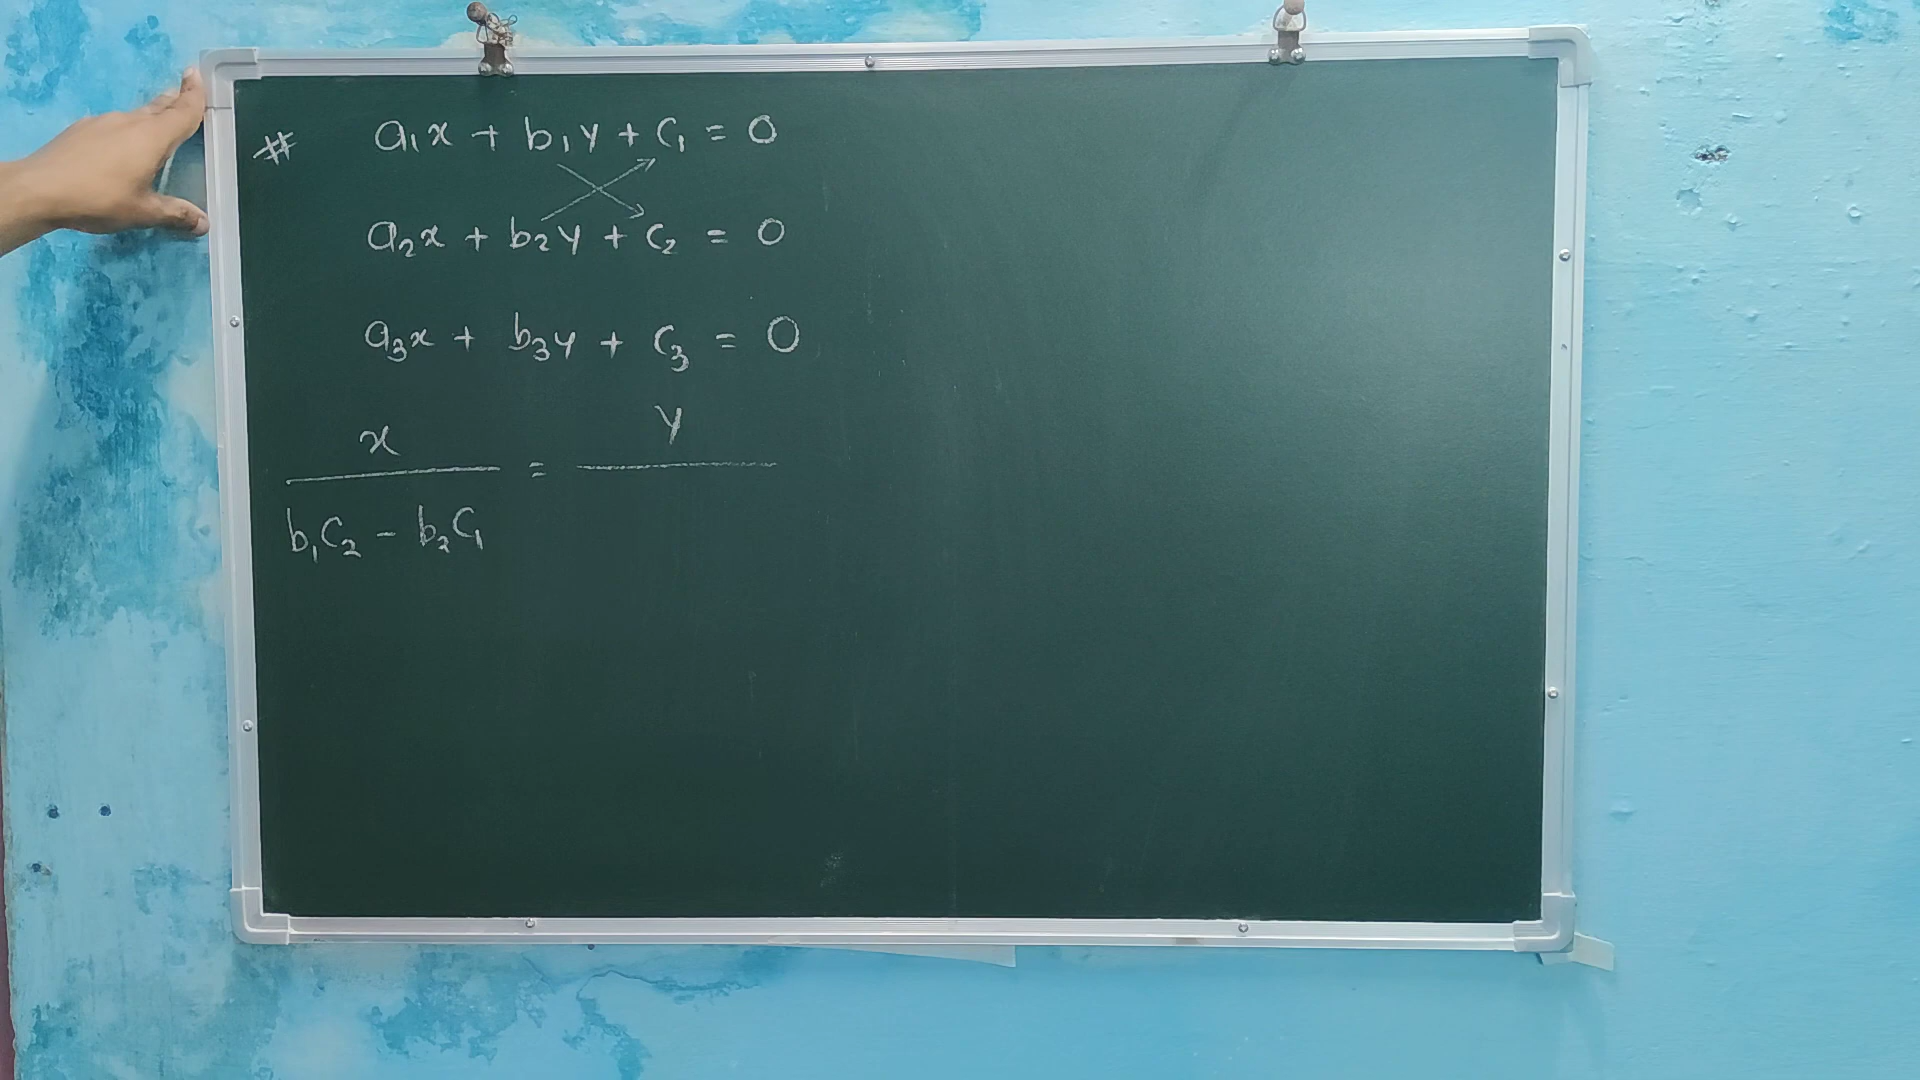 # a₁x + b₁y + c₁ = 0
a₂x + b₂y + c₂ = 0
a₃x + b₃y + c₃ = 0
x/(b₁c₂ - b₂c₁) = y/